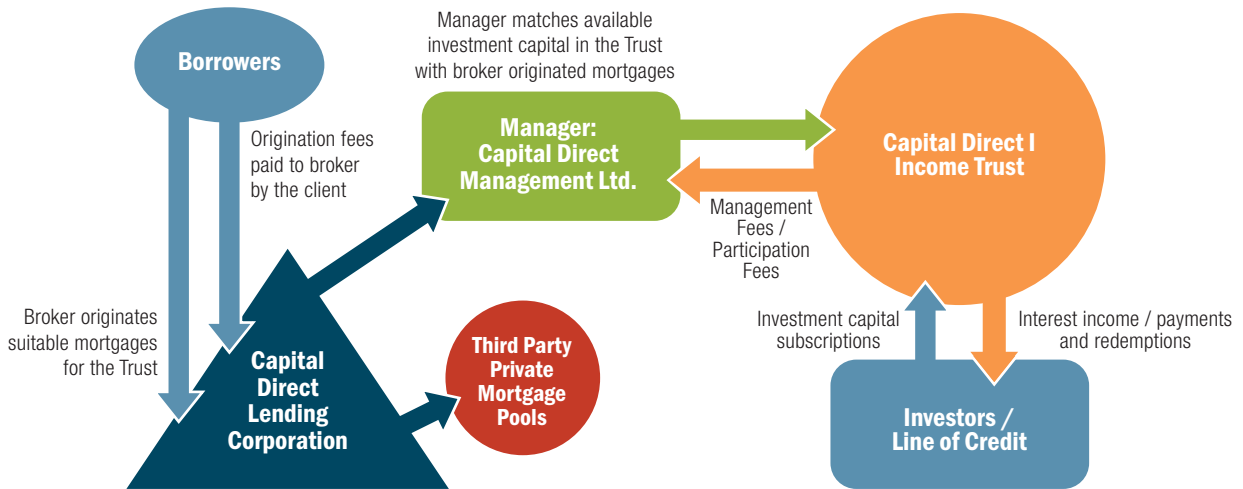 Borrowers
Manager matches available
investment capital in the Trust
with broker originated mortgages
Origination fees
paid to broker
by the client
Manager:
Capital Direct
Management Ltd.
Capital Direct I
Income Trust
Management
Fees /
Participation
Fees
Broker originates
suitable mortgages
for the Trust
Capital
Direct
Lending
Corporation
Third Party
Private
Mortgage
Pools
Investment capital
subscriptions
Interest income / payments
and redemptions
Investors /
Line of Credit